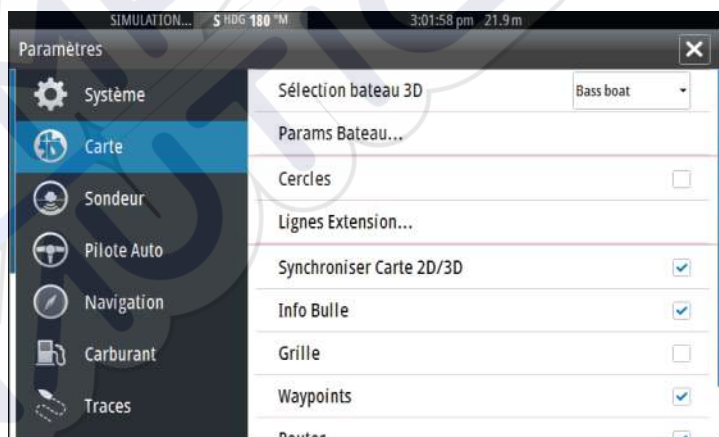 SIMULATION... S HDG 180 °M 3:01:58 pm 21.9 m
Paramètres
Système
Carte
Sondeur
Pilote Auto
Navigation
Carburant
Traces
Sélection bateau 3D Bass boat
Params Bateau...
Cercles
Lignes Extension...
Synchroniser Carte 2D/3D
Info Bulle
Grille
Waypoints
Routes